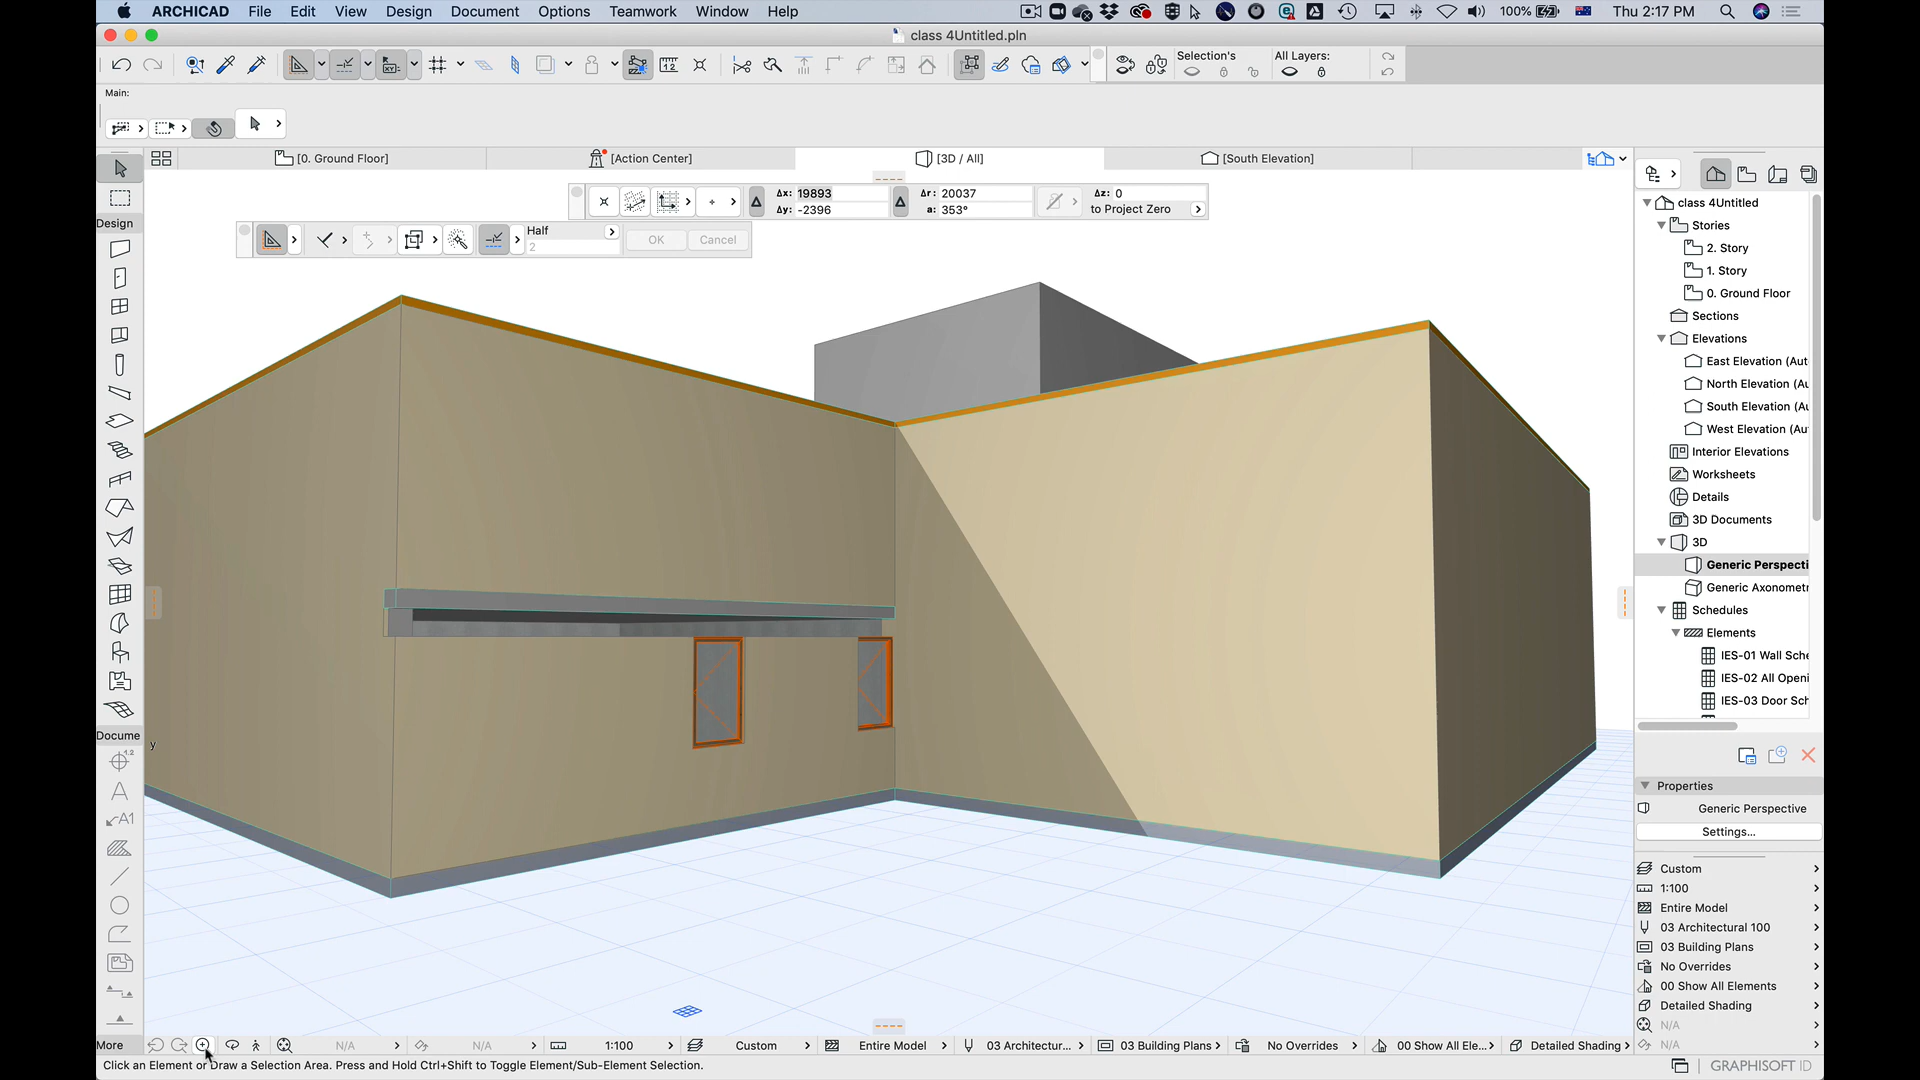 ARCHICAD File Edit View Design Document Options Teamwork Window Help 100% Thu 2:17 PM
class 4Untitled.pln
Selection's
All Layers:
Main:
[0. Ground Floor]
[Action Center]
[3D / All]
[South Elevation]
Δx: 19893
Δy: -2396
Δr: 20037
a: 353°
Δz: 0
to Project Zero
Half
2
OK
Cancel
Design
Docume
More
y
1.2
A
A1
class 4Untitled
Stories
2. Story
1. Story
0. Ground Floor
Sections
Elevations
East Elevation (Aut
North Elevation (Au
South Elevation (Au
West Elevation (Au
Interior Elevations
Worksheets
Details
3D Documents
3D
Generic Perspecti
Generic Axonomet
Schedules
Elements
IES-01 Wall Sche
IES-02 All Openi
IES-03 Door Sch
Properties
Generic Perspective
Settings...
Custom
1:100
Entire Model
03 Architectural 100
03 Building Plans
No Overrides
00 Show All Elements
Detailed Shading
N/A
N/A
N/A N/A 1:100 Custom Entire Model 03 Architectur... 03 Building Plans No Overrides 00 Show All Ele... Detailed Shading
Click an Element or Draw a Selection Area. Press and Hold Ctrl+Shift to Toggle Element/Sub-Element Selection.
GRAPHISOFT ID